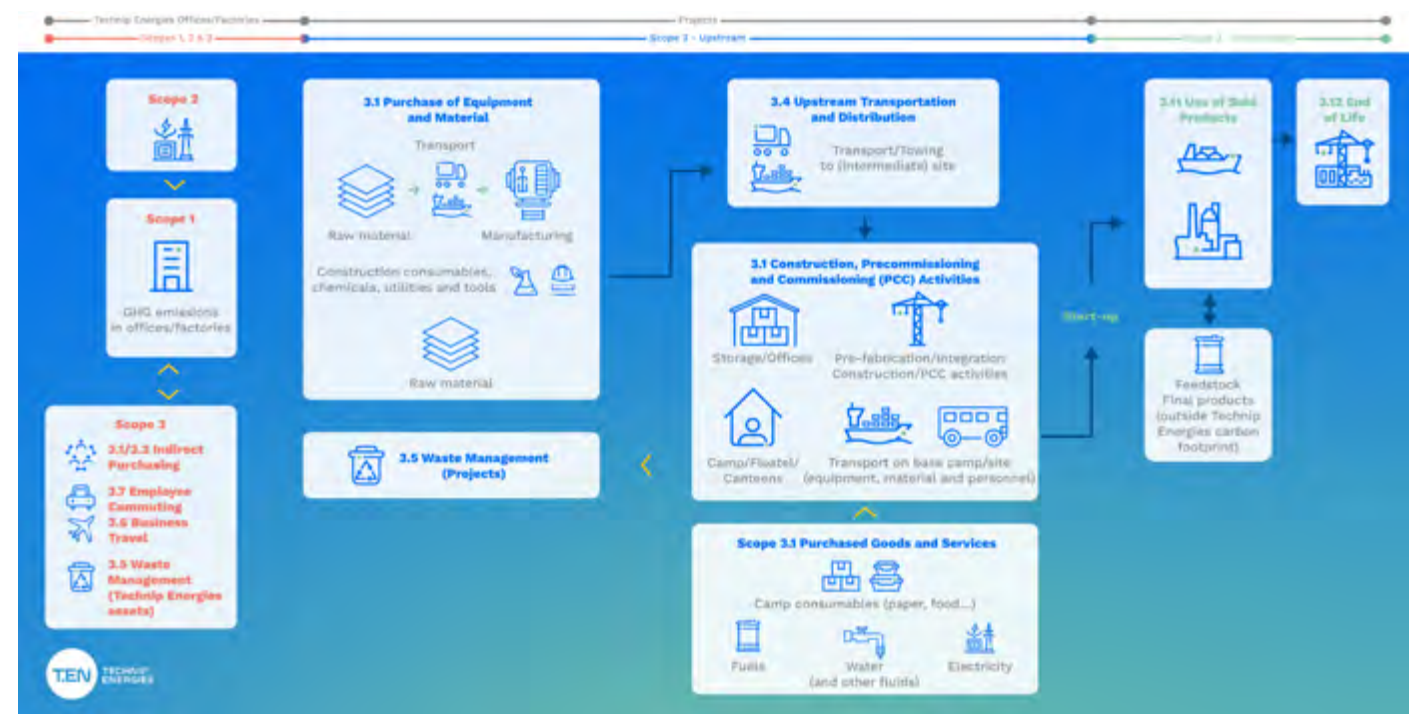 Technip Energies Offices/Factories
Projects
Scopes 1, 2 & 3
Scope 3 - Upstream
Scope 2
Scope 1
GHG emissions
in offices/factories
Scope 3
3.1/3.2 Indirect
Purchasing
3.7 Employee
Commuting
3.6 Business
Travel
3.5 Waste
Management
(Technip Energies
assets)
3.1 Purchase of Equipment
and Material
Transport
Raw material
Manufacturing
Construction consumables,
chemicals, utilities and tools
Raw material
3.5 Waste Management
(Projects)
3.4 Upstream Transportation
and Distribution
Transport/Towing
to (intermediate) site
3.1 Construction, Precommissioning
and Commissioning (PCC) Activities
Storage/Offices
Pre-fabrication/Integration
Construction/PCC activities
Camp/Floatel/
Canteens
Transport on base camp/site
(equipment, material and personnel)
Scope 3.1 Purchased Goods and Services
Camp consumables (paper, food...)
Fuels
Water
(and other fluids)
Electricity
Start-up
3.11 Use of Sold
Products
3.12 End
of Life
Feedstock
Final products
(outside Technip
Energies carbon
footprint)
T.EN
TECHNIP
ENERGIES